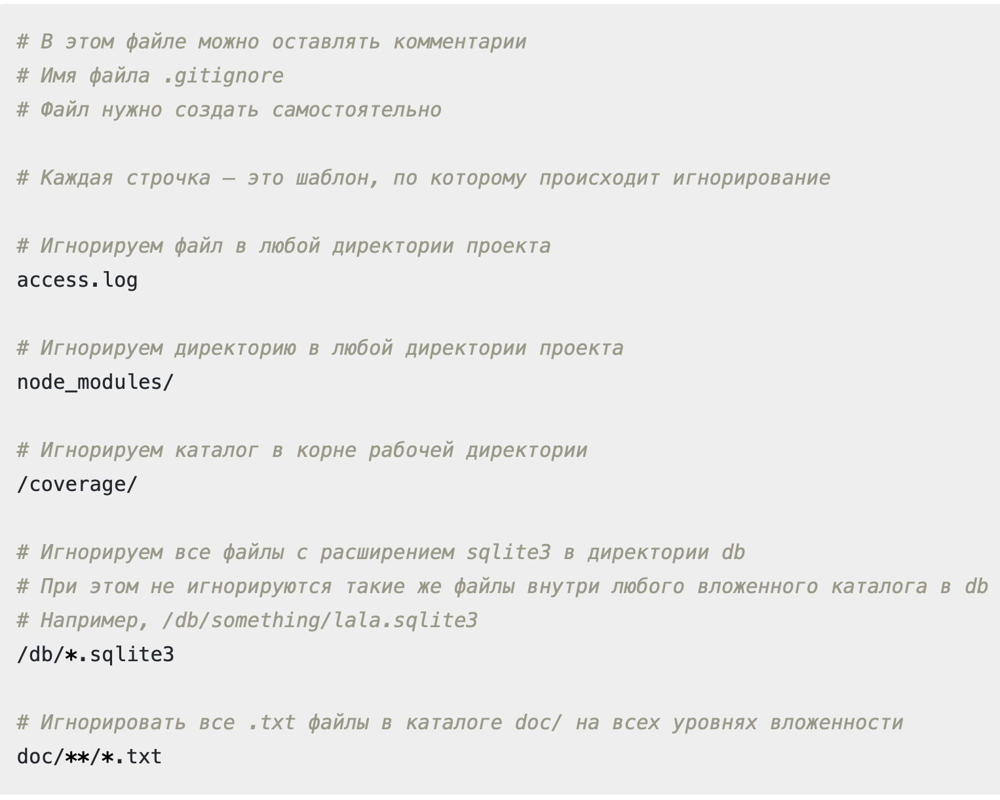 # В этом файле можно оставлять комментарии
# Имя файла .gitignore
# Файл нужно создать самостоятельно
# Каждая строчка — это шаблон, по которому происходит игнорирование
# Игнорируем файл в любой директории проекта
access.log
# Игнорируем директорию в любой директории проекта
node_modules/
# Игнорируем каталог в корне рабочей директории
/coverage/
# Игнорируем все файлы с расширением sqlite3 в директории db
# При этом не игнорируются такие же файлы внутри любого вложенного каталога в db
# Например, /db/something/lala.sqlite3
/db/*.sqlite3
# Игнорировать все .txt файлы в каталоге doc/ на всех уровнях вложенности
doc/**/*.txt